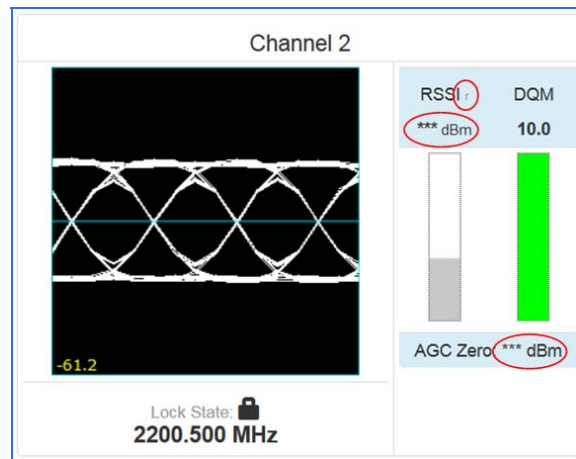 Channel 2
RSSI r DQM
*** dBm 10.0
-61.2
AGC Zero: *** dBm
Lock State:
2200.500 MHz